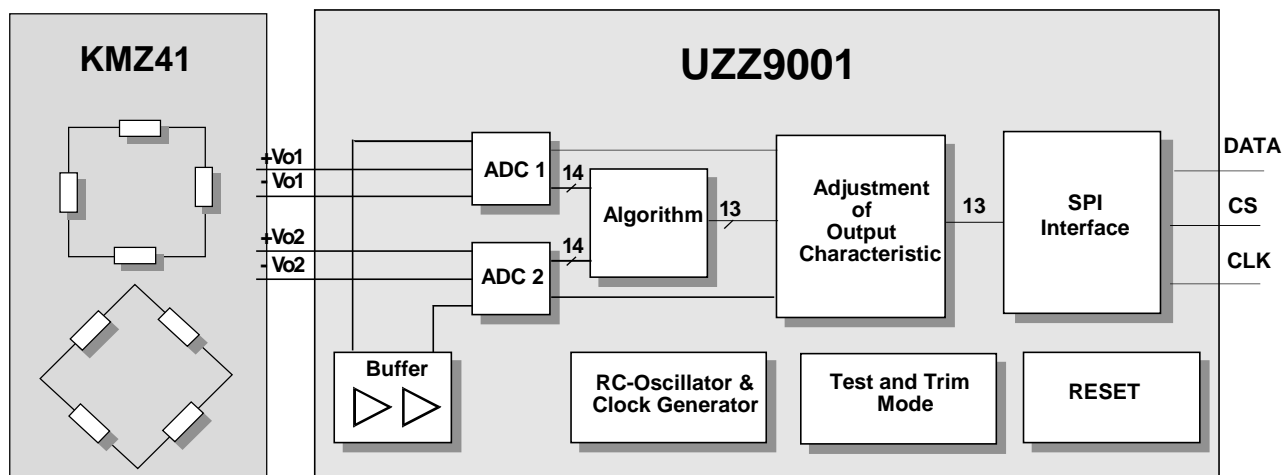 KMZ41
UZZ9001
+Vo1
- Vo1
+Vo2
- Vo2
ADC 1
14
ADC 2
14
Algorithm
13
Adjustment
of
Output
Characteristic
13
SPI
Interface
DATA
CS
CLK
Buffer
RC-Oscillator &
Clock Generator
Test and Trim
Mode
RESET